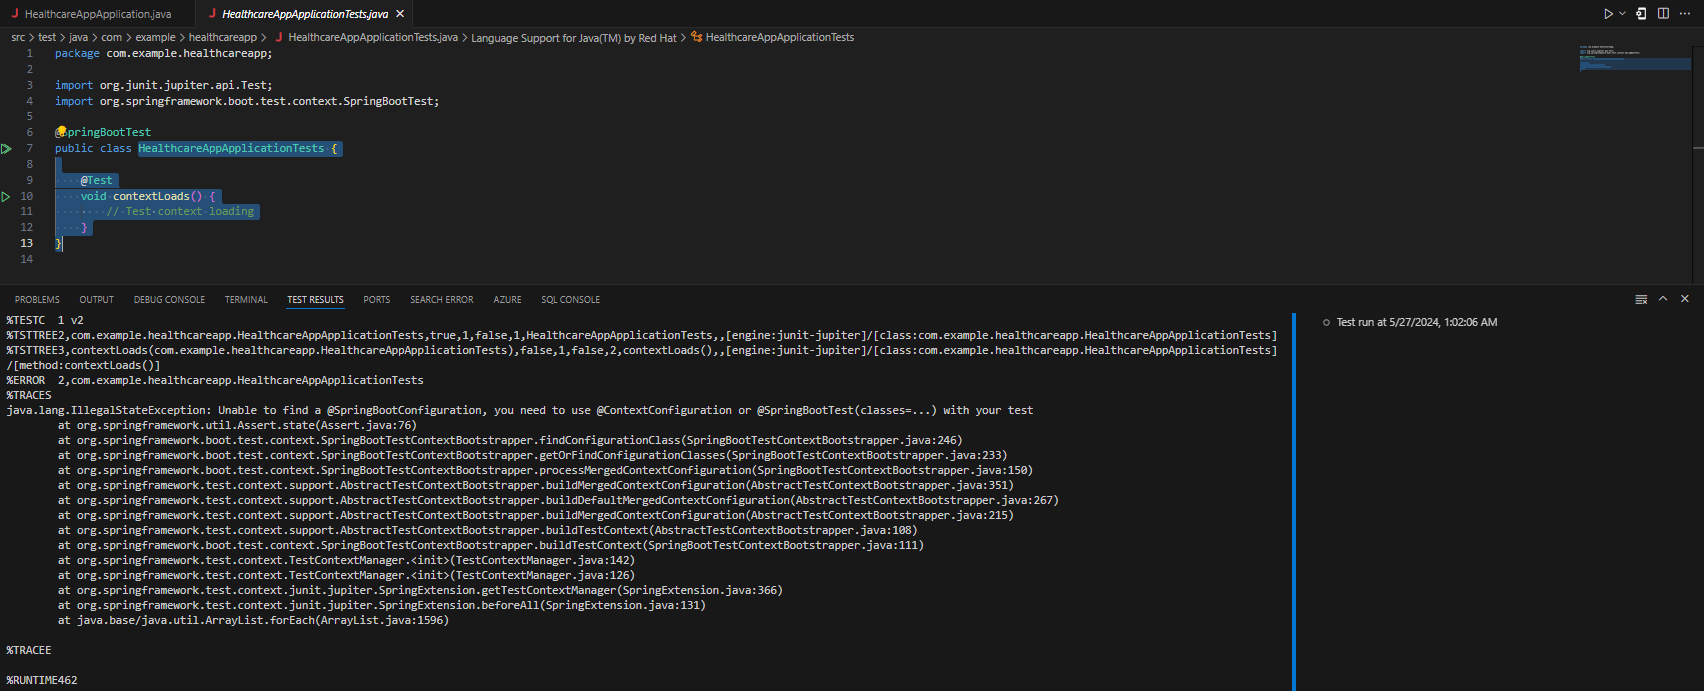 HealthcareAppApplication.java
HealthcareAppApplicationTests.java
src > test > java > com > example > healthcareapp > HealthcareAppApplicationTests.java > Language Support for Java(TM) by Red Hat > HealthcareAppApplicationTests
1 package com.example.healthcareapp;
2
3 import org.junit.jupiter.api.Test;
4 import org.springframework.boot.test.context.SpringBootTest;
5
6 @SpringBootTest
7 public class HealthcareAppApplicationTests {
8
9 @Test
10 void contextLoads() {
11 // Test context loading
12 }
13 }
14
PROBLEMS OUTPUT DEBUG CONSOLE TERMINAL TEST RESULTS PORTS SEARCH ERROR AZURE SQL CONSOLE
%TESTC  1 v2
%TSTTREE2,com.example.healthcareapp.HealthcareAppApplicationTests,true,1,false,1,HealthcareAppApplicationTests,,[engine:junit-jupiter]/[class:com.example.healthcareapp.HealthcareAppApplicationTests]
%TSTTREE3,contextLoads(com.example.healthcareapp.HealthcareAppApplicationTests),false,1,false,2,contextLoads(),,[engine:junit-jupiter]/[class:com.example.healthcareapp.HealthcareAppApplicationTests]
/[method:contextLoads()]
%ERROR  2,com.example.healthcareapp.HealthcareAppApplicationTests
%TRACES
java.lang.IllegalStateException: Unable to find a @SpringBootConfiguration, you need to use @ContextConfiguration or @SpringBootTest(classes=...) with your test
at org.springframework.util.Assert.state(Assert.java:76)
at org.springframework.boot.test.context.SpringBootTestContextBootstrapper.findConfigurationClass(SpringBootTestContextBootstrapper.java:246)
at org.springframework.boot.test.context.SpringBootTestContextBootstrapper.getOrFindConfigurationClasses(SpringBootTestContextBootstrapper.java:233)
at org.springframework.boot.test.context.SpringBootTestContextBootstrapper.processMergedContextConfiguration(SpringBootTestContextBootstrapper.java:150)
at org.springframework.test.context.support.AbstractTestContextBootstrapper.buildMergedContextConfiguration(AbstractTestContextBootstrapper.java:351)
at org.springframework.test.context.support.AbstractTestContextBootstrapper.buildDefaultMergedContextConfiguration(AbstractTestContextBootstrapper.java:267)
at org.springframework.test.context.support.AbstractTestContextBootstrapper.buildMergedContextConfiguration(AbstractTestContextBootstrapper.java:215)
at org.springframework.test.context.support.AbstractTestContextBootstrapper.buildTestContext(AbstractTestContextBootstrapper.java:108)
at org.springframework.boot.test.context.SpringBootTestContextBootstrapper.buildTestContext(SpringBootTestContextBootstrapper.java:111)
at org.springframework.test.context.TestContextManager.<init>(TestContextManager.java:142)
at org.springframework.test.context.TestContextManager.<init>(TestContextManager.java:126)
at org.springframework.test.context.junit.jupiter.SpringExtension.getTestContextManager(SpringExtension.java:366)
at org.springframework.test.context.junit.jupiter.SpringExtension.beforeAll(SpringExtension.java:131)
at java.base/java.util.ArrayList.forEach(ArrayList.java:1596)
%TRACEE
%RUNTIME462
Test run at 5/27/2024, 1:02:06 AM